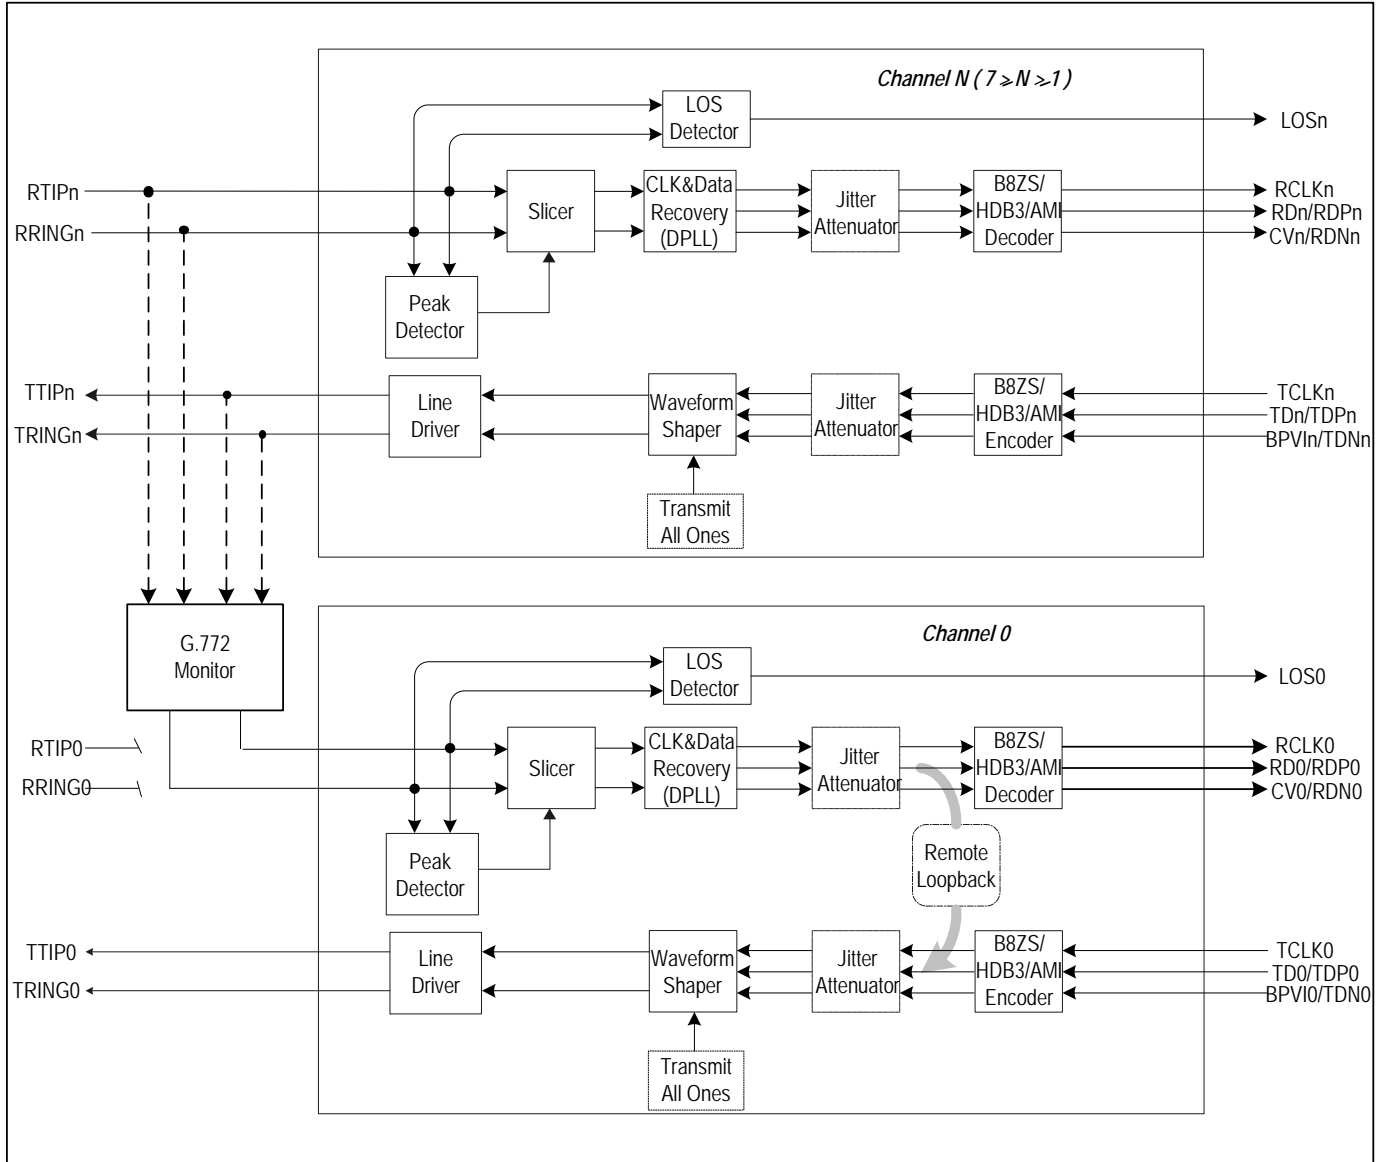 Channel N ( 7 ⩾ N ⩾ 1 )
LOS
Detector
LOSn
RTIPn
RRINGn
Slicer
CLK&Data
Recovery
(DPLL)
Jitter
Attenuator
B8ZS/
HDB3/AMI
Decoder
RCLKn
RDn/RDPn
CVn/RDNn
Peak
Detector
TTIPn
TRINGn
Line
Driver
Waveform
Shaper
Jitter
Attenuator
B8ZS/
HDB3/AMI
Encoder
TCLKn
TDn/TDPn
BPVIn/TDNn
Transmit
All Ones
G.772
Monitor
Channel 0
LOS
Detector
LOS0
RTIP0
RRING0
Slicer
CLK&Data
Recovery
(DPLL)
Jitter
Attenuator
B8ZS/
HDB3/AMI
Decoder
RCLK0
RD0/RDP0
CV0/RDN0
Peak
Detector
Remote
Loopback
TTIP0
TRING0
Line
Driver
Waveform
Shaper
Jitter
Attenuator
B8ZS/
HDB3/AMI
Encoder
TCLK0
TD0/TDP0
BPVI0/TDN0
Transmit
All Ones